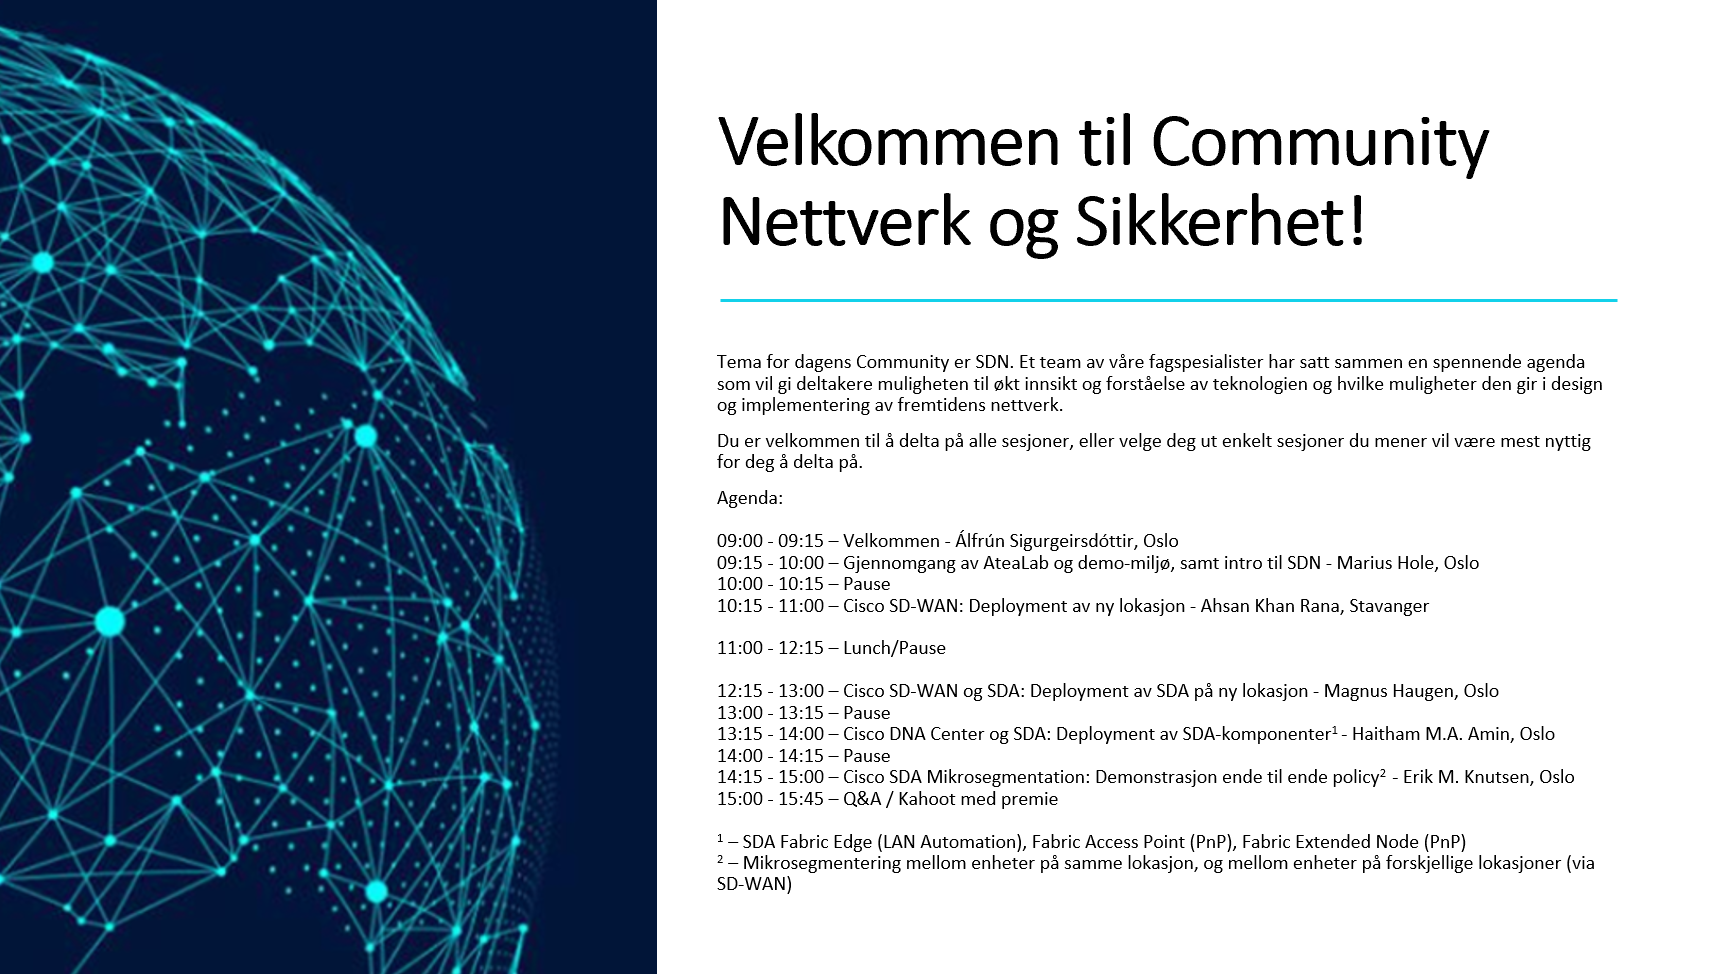 Velkommen til Community
Nettverk og Sikkerhet!
Tema for dagens Community er SDN. Et team av våre fagspesialister har satt sammen en spennende agenda
som vil gi deltakere muligheten til økt innsikt og forståelse av teknologien og hvilke muligheter den gir i design
og implementering av fremtidens nettverk.
Du er velkommen til å delta på alle sesjoner, eller velge deg ut enkelt sesjoner du mener vil være mest nyttig
for deg å delta på.
Agenda:
09:00 - 09:15 – Velkommen - Álfrún Sigurgeirsdóttir, Oslo
09:15 - 10:00 – Gjennomgang av AteaLab og demo-miljø, samt intro til SDN - Marius Hole, Oslo
10:00 - 10:15 – Pause
10:15 - 11:00 – Cisco SD-WAN: Deployment av ny lokasjon - Ahsan Khan Rana, Stavanger
11:00 - 12:15 – Lunch/Pause
12:15 - 13:00 – Cisco SD-WAN og SDA: Deployment av SDA på ny lokasjon - Magnus Haugen, Oslo
13:00 - 13:15 – Pause
13:15 - 14:00 – Cisco DNA Center og SDA: Deployment av SDA-komponenter¹ - Haitham M.A. Amin, Oslo
14:00 - 14:15 – Pause
14:15 - 15:00 – Cisco SDA Mikrosegmentation: Demonstrasjon ende til ende policy² - Erik M. Knutsen, Oslo
15:00 - 15:45 – Q&A / Kahoot med premie
¹ – SDA Fabric Edge (LAN Automation), Fabric Access Point (PnP), Fabric Extended Node (PnP)
² – Mikrosegmentering mellom enheter på samme lokasjon, og mellom enheter på forskjellige lokasjoner (via
SD-WAN)